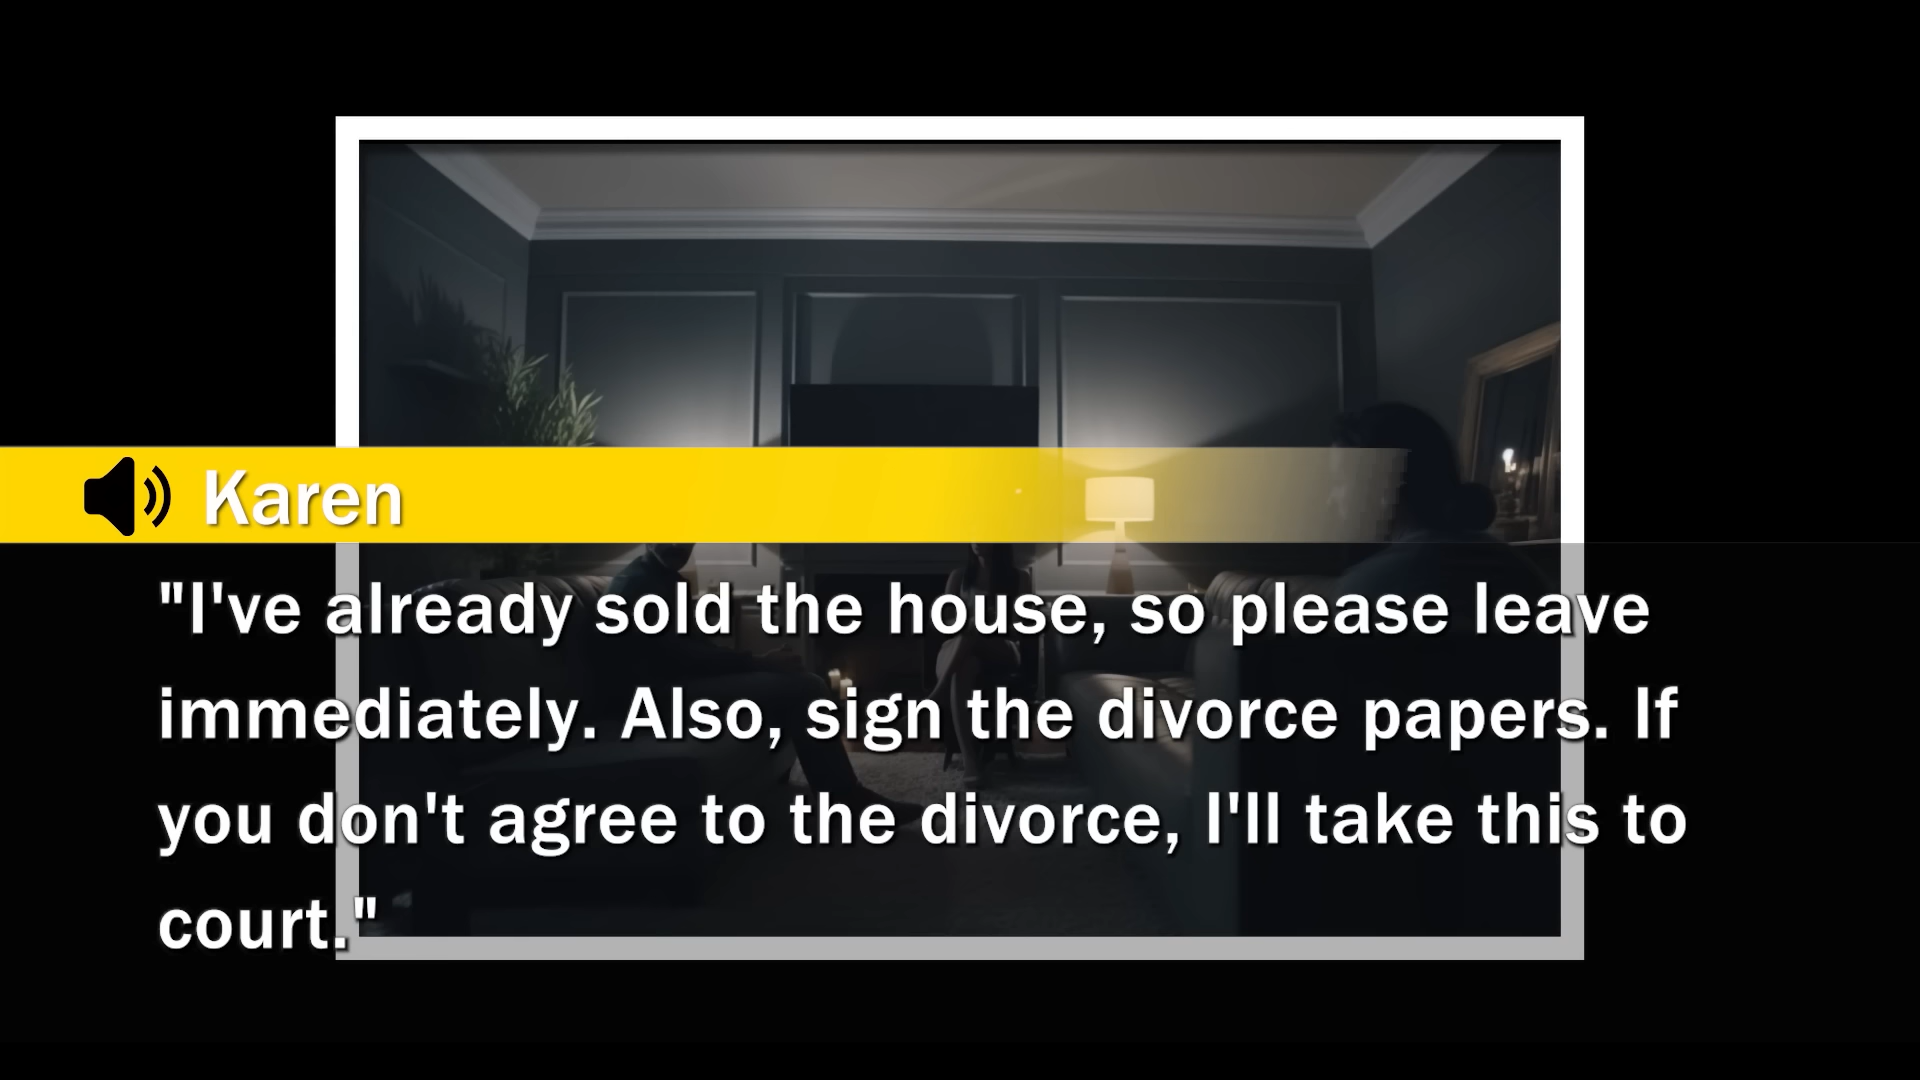 Karen
"I've already sold the house, so please leave
immediately. Also, sign the divorce papers. If
you don't agree to the divorce, I'll take this to
court."